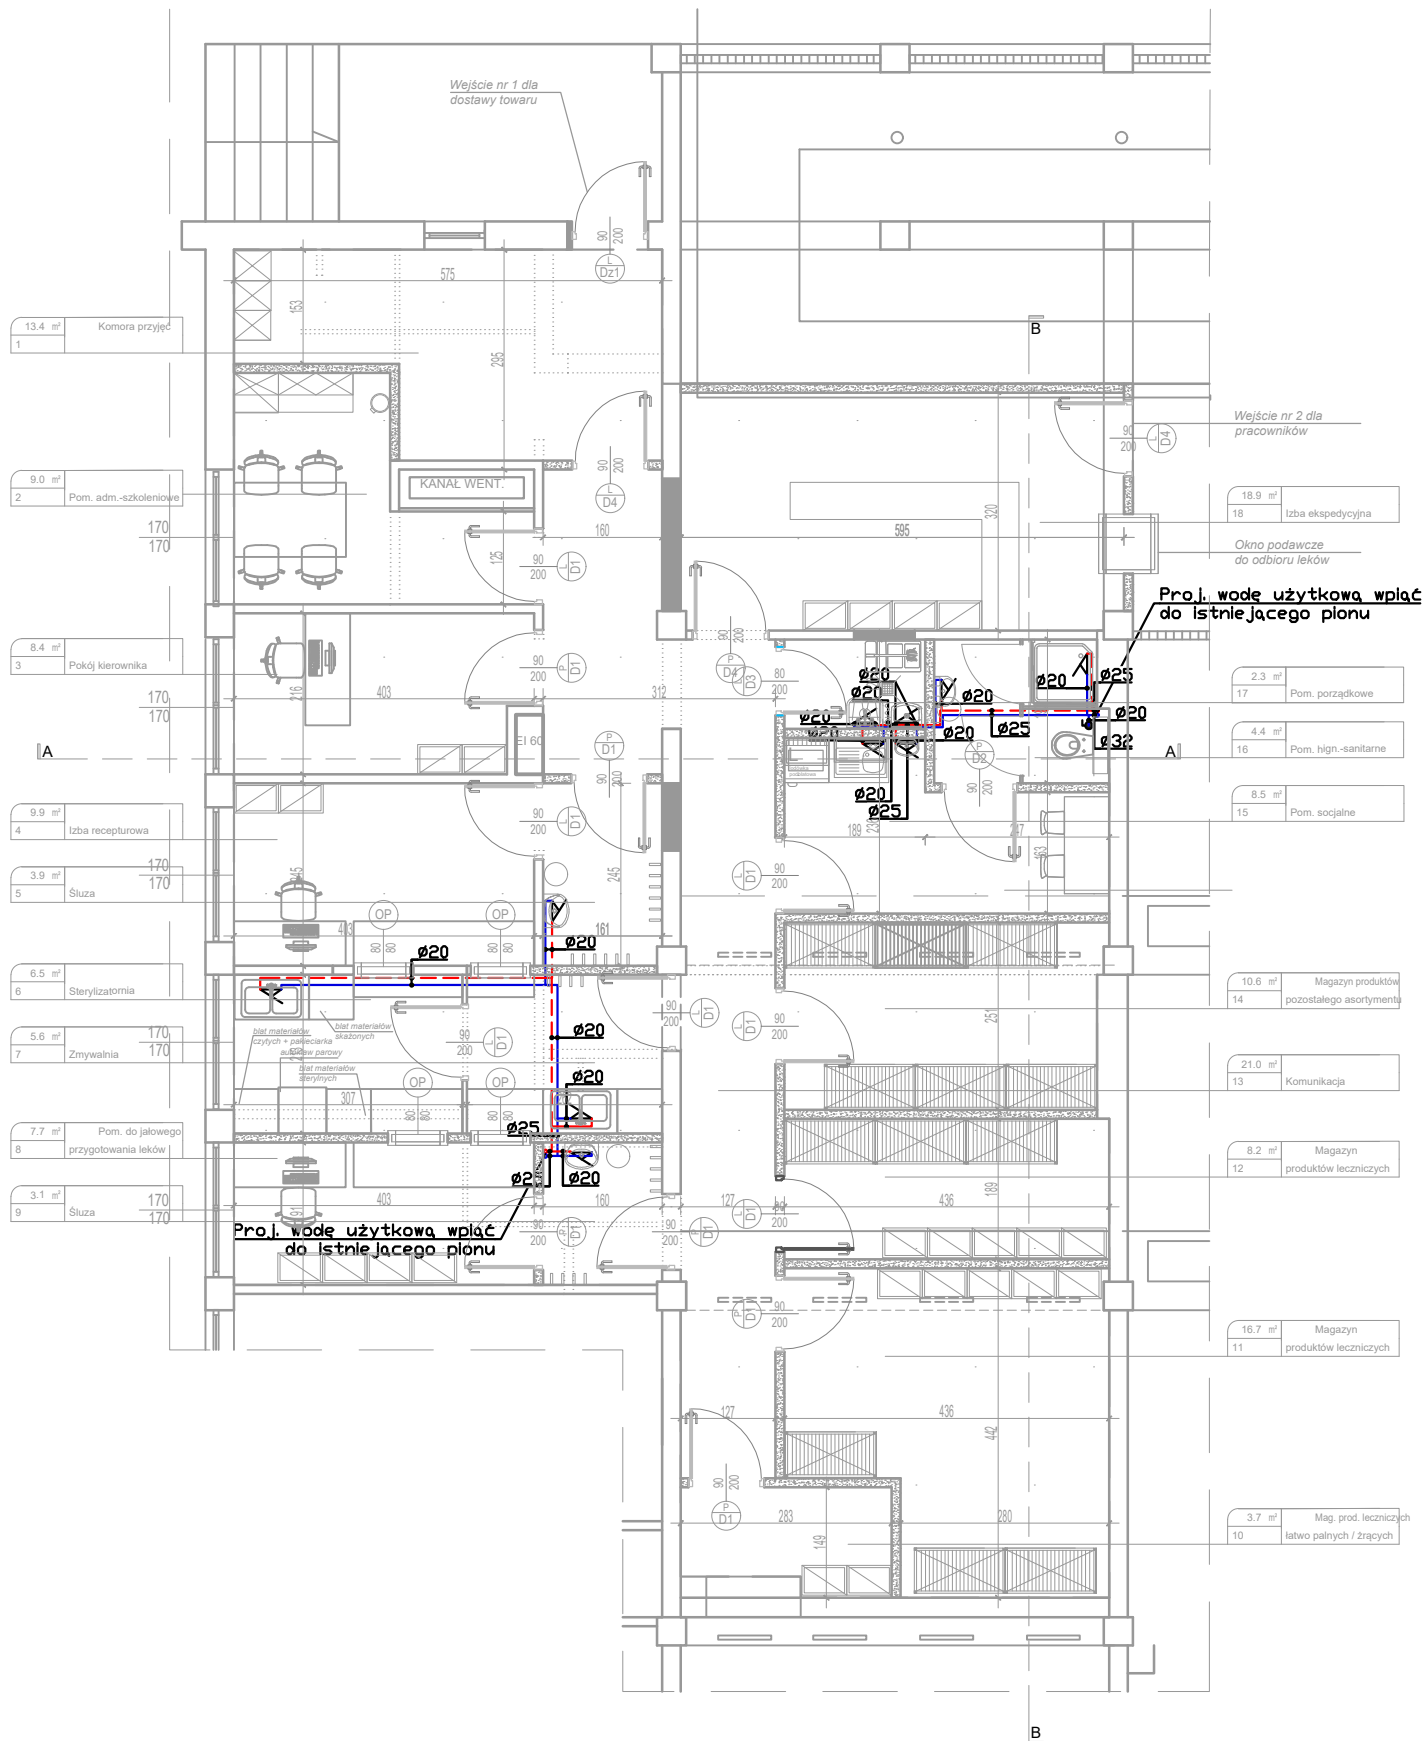 Wejście nr 1 dla
dostawy towaru
90
200
L
Dz1
575
153
295
B
13.4 m²
Komora przyjęć
1
90
200
L
D4
KANAŁ WENT.
160
125
9.0 m²
2
Pom. adm.-szkoleniowe
170
170
90
200
L
D1
Wejście nr 2 dla
pracowników
90
200
L
D4
18.9 m²
18
Izba ekspedycyjna
320
595
Okno podawcze
do odbioru leków
Proj. wodę użytkową wpiąć
do istniejącego pionu
8.4 m²
3
Pokój kierownika
170
170
216
403
90
200
P
D1
312
90
200
P
D4
L
D3
80
200
Ø20
Ø20
Ø20
Ø20
Ø20
Ø20
Ø25
Ø20
Ø25
Ø20
Ø32
2.3 m²
17
Pom. porządkowe
4.4 m²
16
Pom. hign.-sanitarne
A
A
EI 60
P
D1
90
200
P
D2
90
200
Ø20
Ø25
8.5 m²
15
Pom. socjalne
189
247
163
9.9 m²
4
Izba recepturowa
170
170
90
200
L
D1
245
245
3.9 m²
5
Śluza
OP
OP
80
80
80
80
403
161
90
200
L
D1
Ø20
Ø20
6.5 m²
6
Sterylizatornia
5.6 m²
7
Zmywalnia
170
170
blat materiałów
czytych + pakieciarka
autoklaw parowy
blat materiałów
skażonych
blat materiałów
sterylnych
90
200
L
D1
Ø20
90
200
L
D1
L
D1
90
200
251
10.6 m²
14
Magazyn produktów
pozostałego asortymentu
21.0 m²
13
Komunikacja
307
OP
OP
80
80
80
80
Ø20
Ø25
7.7 m²
8
Pom. do jałowego
przygotowania leków
8.2 m²
12
Magazyn
produktów leczniczych
3.1 m²
9
Śluza
170
170
403
Ø20
160
127
436
189
90
200
P
D1
P
D1
L
D1
90
200
Proj. wodę użytkową wpiąć
do istniejącego pionu
P
D1
90
200
16.7 m²
11
Magazyn
produktów leczniczych
127
436
442
90
200
P
D1
283
280
149
3.7 m²
10
Mag. prod. leczniczych
łatwo palnych / żrących
B